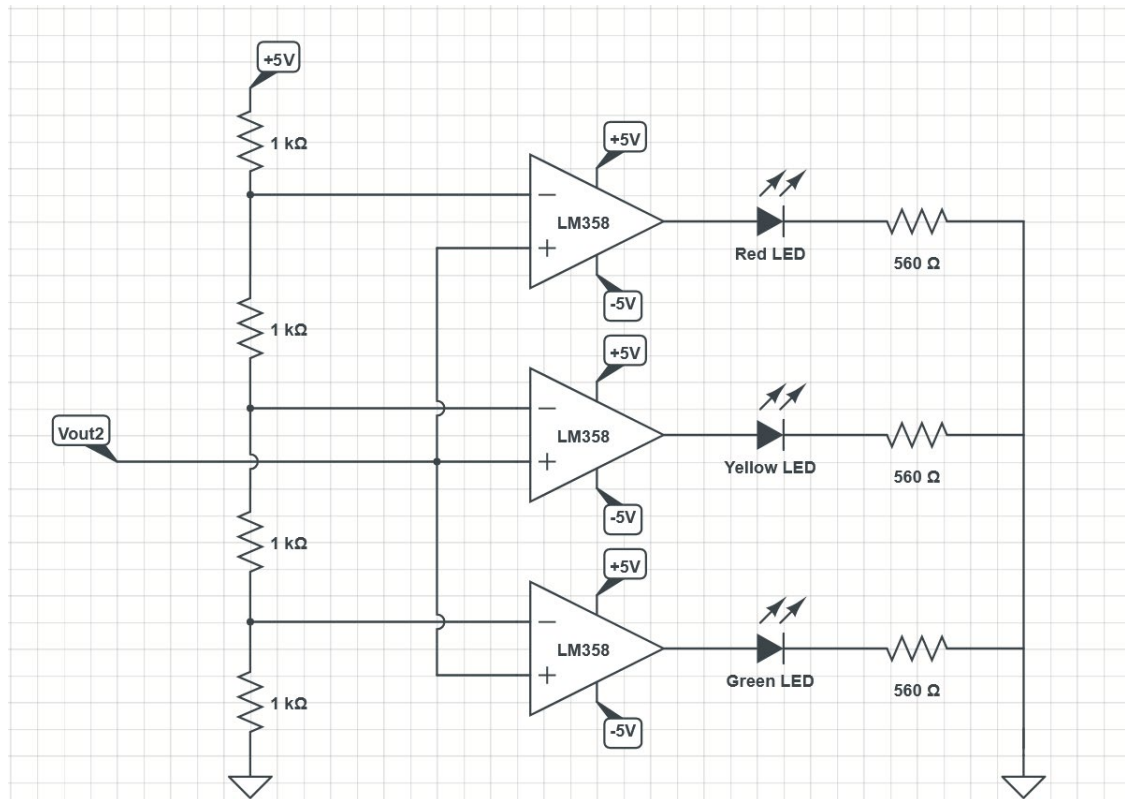 +5V
1 kΩ
+5V
−
LM358
+
-5V
Red LED
560 Ω
1 kΩ
+5V
−
LM358
+
-5V
Yellow LED
560 Ω
Vout2
1 kΩ
+5V
−
LM358
+
-5V
Green LED
560 Ω
1 kΩ